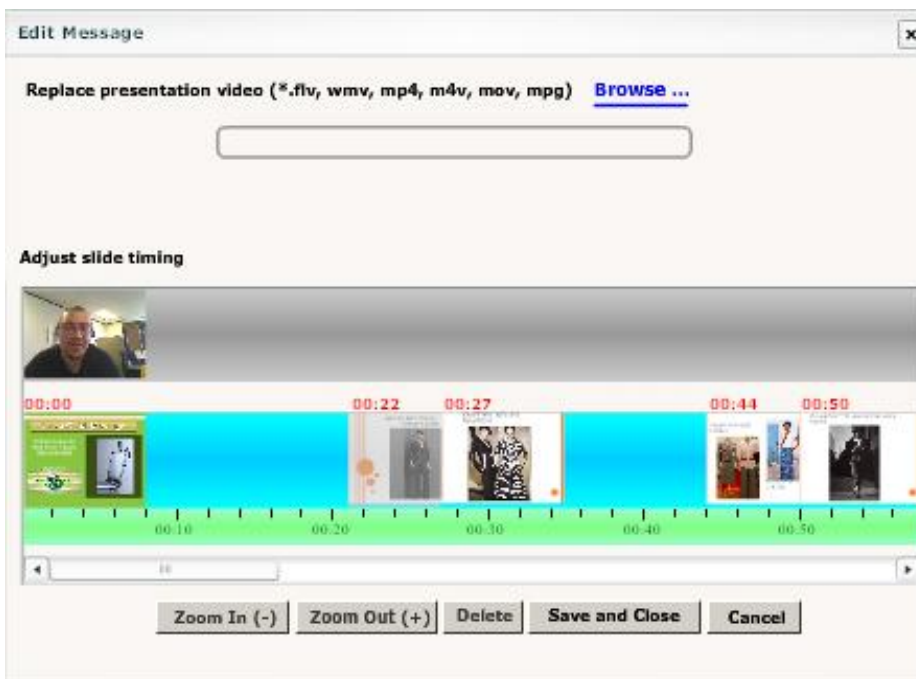 Edit Message
x
Replace presentation video (*.flv, wmv, mp4, m4v, mov, mpg) Browse ...
Adjust slide timing
00:00 00:22 00:27 00:44 00:50
00:10 00:20 00:30 00:40 00:50
Zoom In (-) Zoom Out (+) Delete Save and Close Cancel